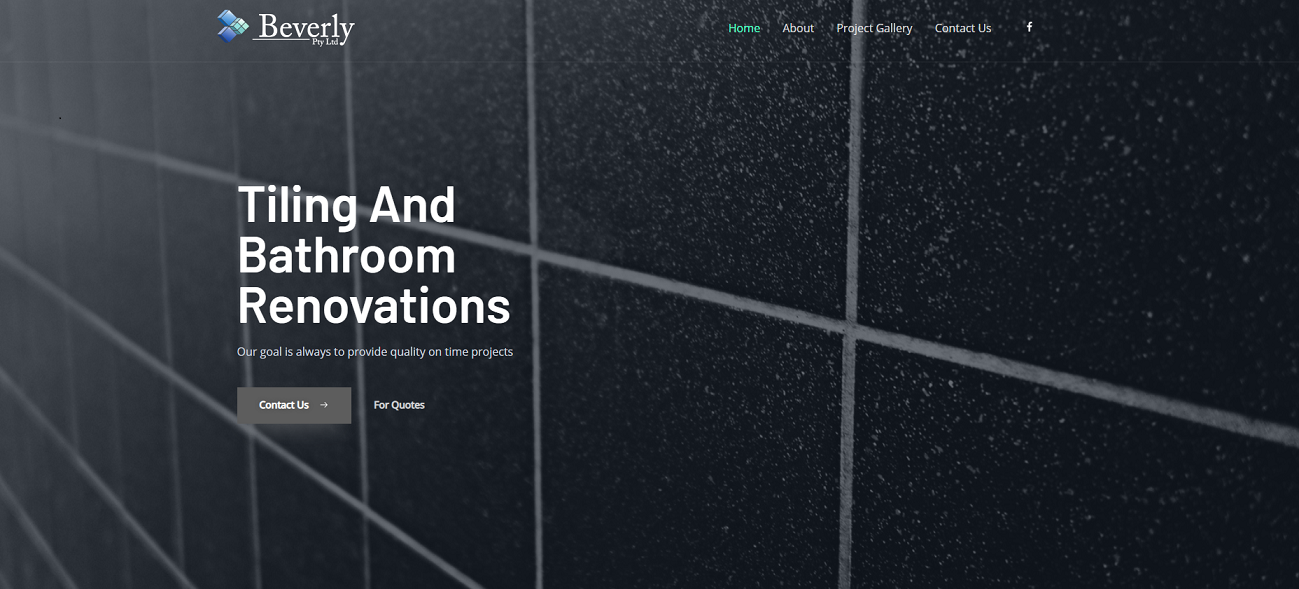 Beverly
Pty Ltd
Home About Project Gallery Contact Us f
Tiling And
Bathroom
Renovations
Our goal is always to provide quality on time projects
Contact Us → For Quotes